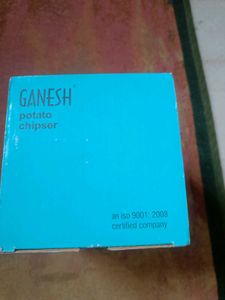 GANESH
potato
chipser
an iso 9001: 2008
certified company